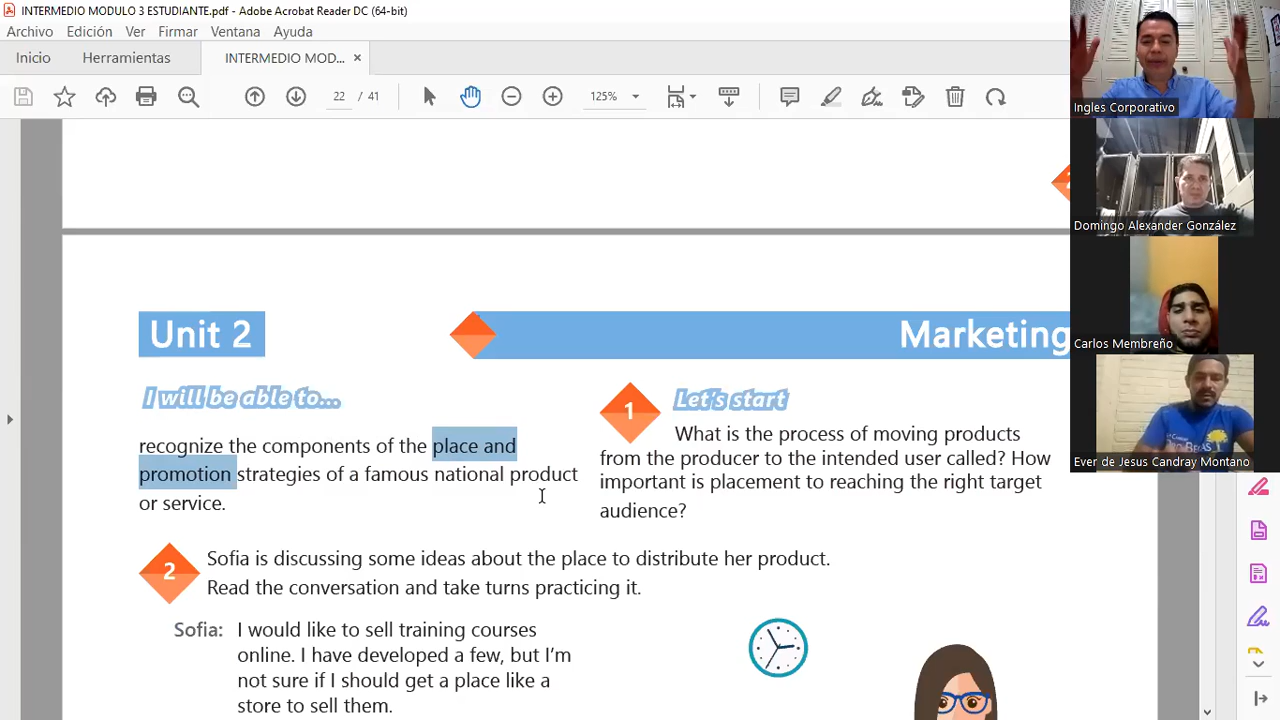 INTERMEDIO MODULO 3 ESTUDIANTE.pdf - Adobe Acrobat Reader DC (64-bit)
Archivo Edición Ver Firmar Ventana Ayuda
Inicio Herramientas INTERMEDIO MOD... ×
22 / 41 125%
Unit 2 Marketing
I will be able to...
recognize the components of the place and
promotion strategies of a famous national product
or service.
1 Let's start
What is the process of moving products
from the producer to the intended user called? How
important is placement to reaching the right target
audience?
2 Sofia is discussing some ideas about the place to distribute her product.
Read the conversation and take turns practicing it.
Sofia: I would like to sell training courses
online. I have developed a few, but I'm
not sure if I should get a place like a
store to sell them.
Ingles Corporativo
Domingo Alexander González
Carlos Membreño
Ever de Jesus Candray Montano